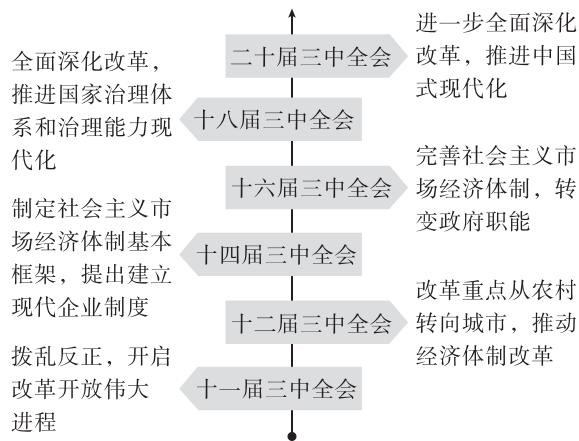 进一步全面深化
改革，推进中国
式现代化
二十届三中全会
全面深化改革，
推进国家治理体
系和治理能力现
代化
十八届三中全会
完善社会主义市
场经济体制，转
变政府职能
十六届三中全会
制定社会主义市
场经济体制基本
框架，提出建立
现代企业制度
十四届三中全会
改革重点从农村
转向城市，推动
经济体制改革
十二届三中全会
拨乱反正，开启
改革开放伟大
进程
十一届三中全会